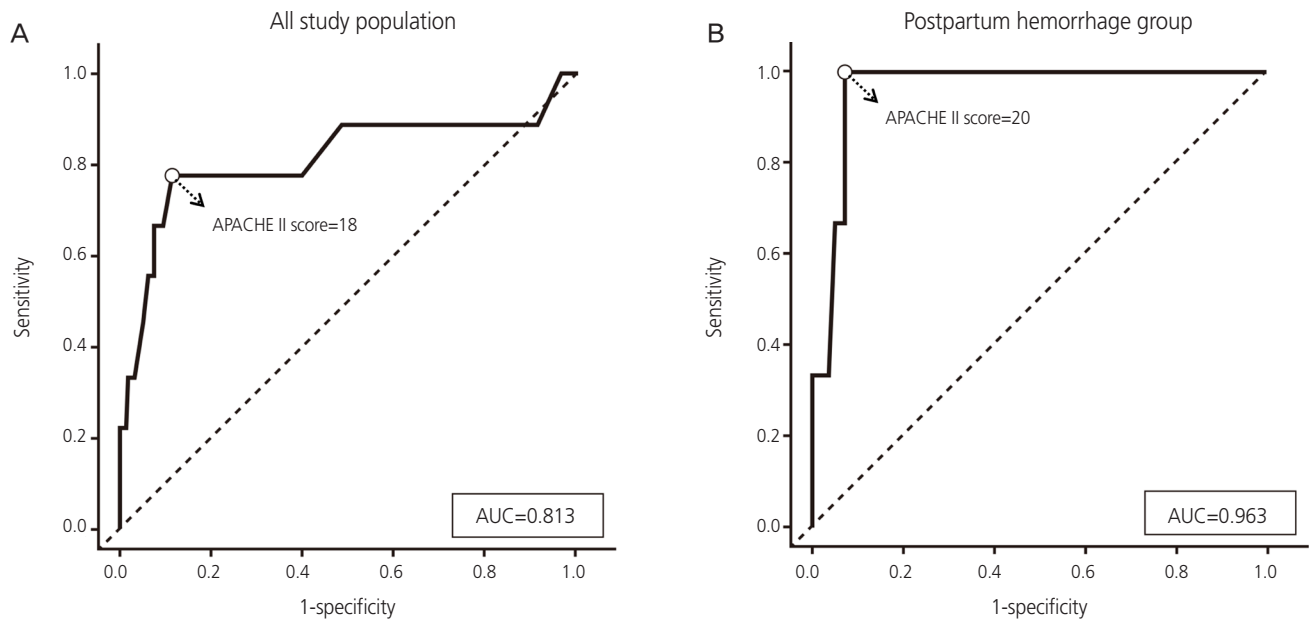 A
All study population
1.0
0.8
0.6
0.4
0.2
0.0
Sensitivity
APACHE II score=18
AUC=0.813
0.0 0.2 0.4 0.6 0.8 1.0
1-specificity
B
Postpartum hemorrhage group
1.0
0.8
0.6
0.4
0.2
0.0
Sensitivity
APACHE II score=20
AUC=0.963
0.0 0.2 0.4 0.6 0.8 1.0
1-specificity